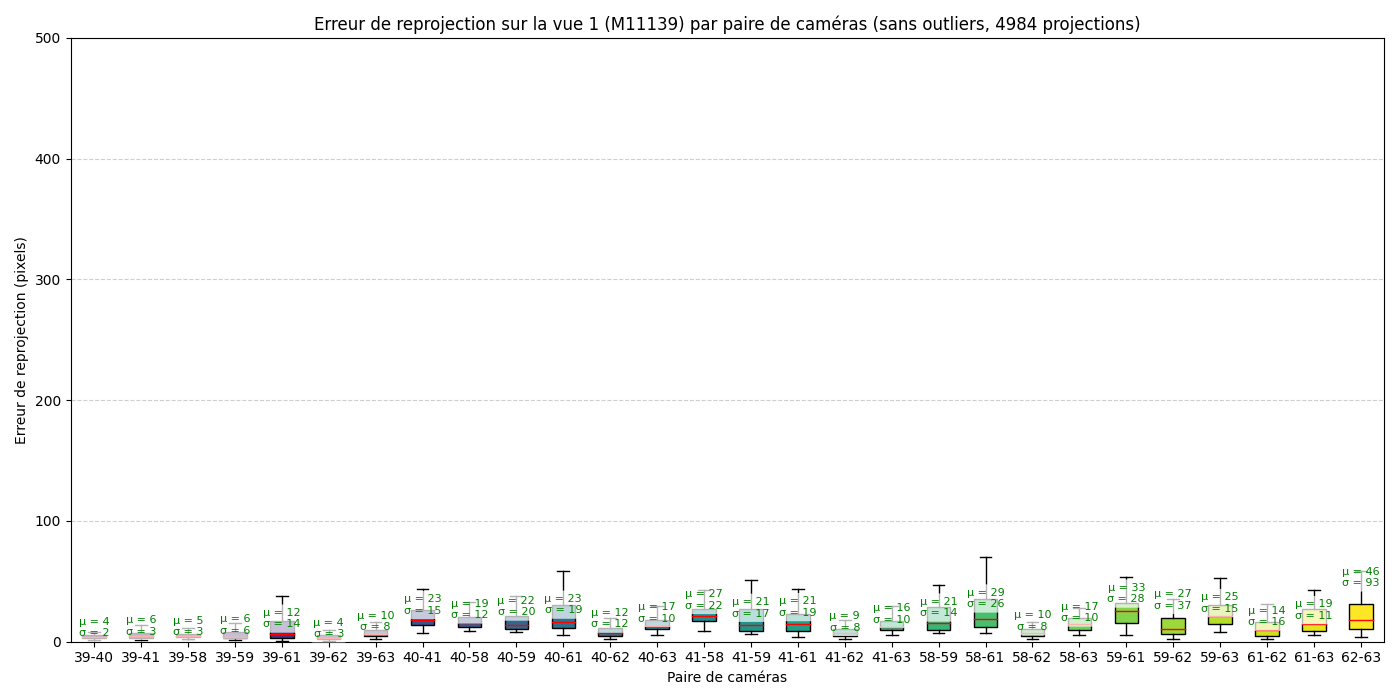 Erreur de reprojection sur la vue 1 (M11139) par paire de caméras (sans outliers, 4984 projections)
Erreur de reprojection (pixels)
500
400
300
200
100
0
μ = 4
σ = 2
μ = 6
σ = 3
μ = 5
σ = 3
μ = 6
σ = 6
μ = 12
σ = 14
μ = 4
σ = 3
μ = 10
σ = 8
μ = 23
σ = 15
μ = 19
σ = 12
μ = 22
σ = 20
μ = 23
σ = 19
μ = 12
σ = 12
μ = 17
σ = 10
μ = 27
σ = 22
μ = 21
σ = 17
μ = 21
σ = 19
μ = 9
σ = 8
μ = 16
σ = 10
μ = 21
σ = 14
μ = 29
σ = 26
μ = 10
σ = 8
μ = 17
σ = 10
μ = 33
σ = 28
μ = 27
σ = 37
μ = 25
σ = 15
μ = 14
σ = 16
μ = 19
σ = 11
μ = 46
σ = 93
39-40 39-41 39-58 39-59 39-61 39-62 39-63 40-41 40-58 40-59 40-61 40-62 40-63 41-58 41-59 41-61 41-62 41-63 58-59 58-61 58-62 58-63 59-61 59-62 59-63 61-62 61-63 62-63
Paire de caméras